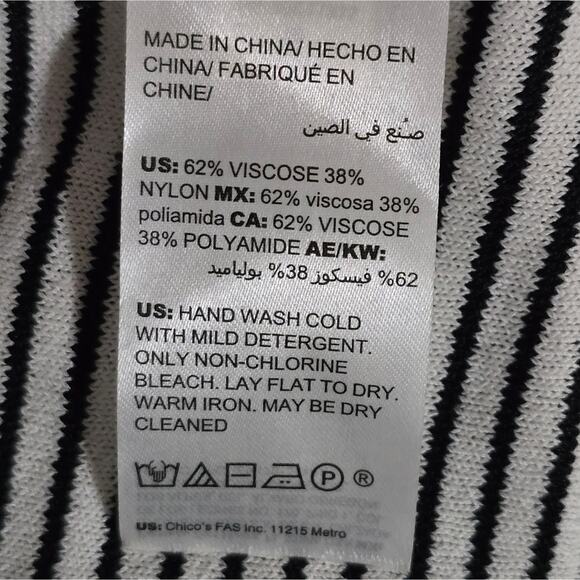 MADE IN CHINA/ HECHO EN
CHINA/ FABRIQUÉ EN
CHINE/
صنع في الصين
US: 62% VISCOSE 38%
NYLON MX: 62% viscosa 38%
poliamida CA: 62% VISCOSE
38% POLYAMIDE AE/KW:
62% فيسكوز 38% بولياميد
US: HAND WASH COLD
WITH MILD DETERGENT.
ONLY NON-CHLORINE
BLEACH. LAY FLAT TO DRY.
WARM IRON. MAY BE DRY
CLEANED
P ®
US: Chico's FAS Inc. 11215 Metro